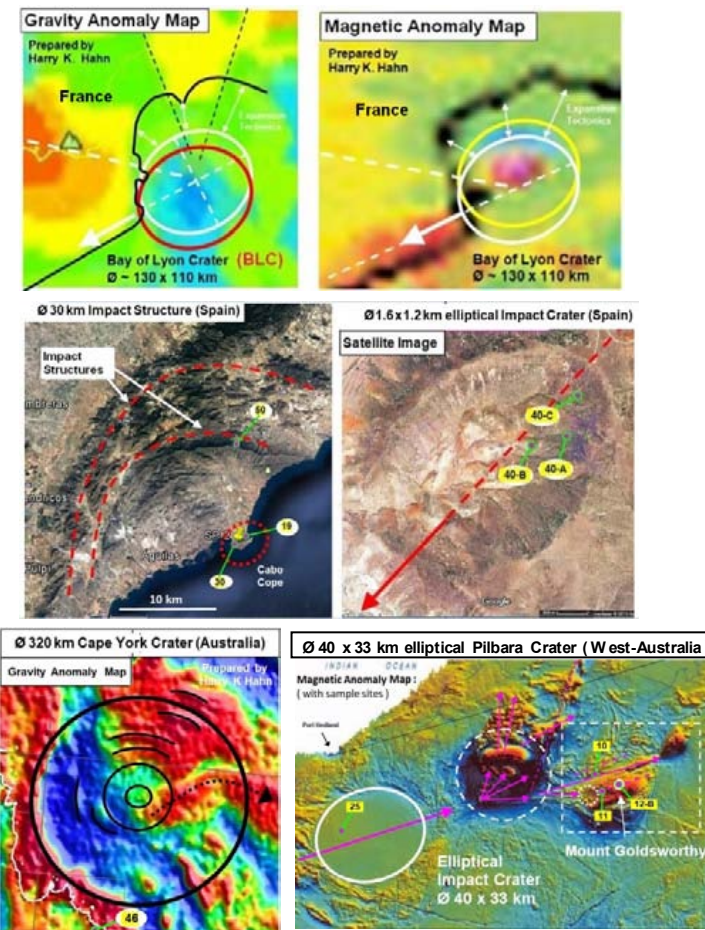 Gravity Anomaly Map
Prepared by
Harry K. Hahn
France
Expansion
Tectonics
Bay of Lyon Crater (BLC)
Ø ~ 130 x 110 km
Magnetic Anomaly Map
Prepared by
Harry K. Hahn
France
Expansion
Tectonics
Bay of Lyon Crater
Ø ~ 130 x 110 km
Ø 30 km Impact Structure (Spain)
Impact
Structures
50
19
30
Aguilas
Cabo
Cope
10 km
Ø1.6x1.2 km elliptical Impact Crater (Spain)
Satellite Image
40-C
40-B
40-A
Google
Ø 320 km Cape York Crater (Australia)
Gravity Anomaly Map
Prepared by
Harry K Hahn
46
Ø 40 x 33 km elliptical Pilbara Crater (West-Australia
INDIAN OCEAN
Magnetic Anomaly Map :
( with sample sites )
Port Hedland
25
10
11
12-B
Mount Goldsworthy
Elliptical
Impact Crater
Ø 40 x 33 km